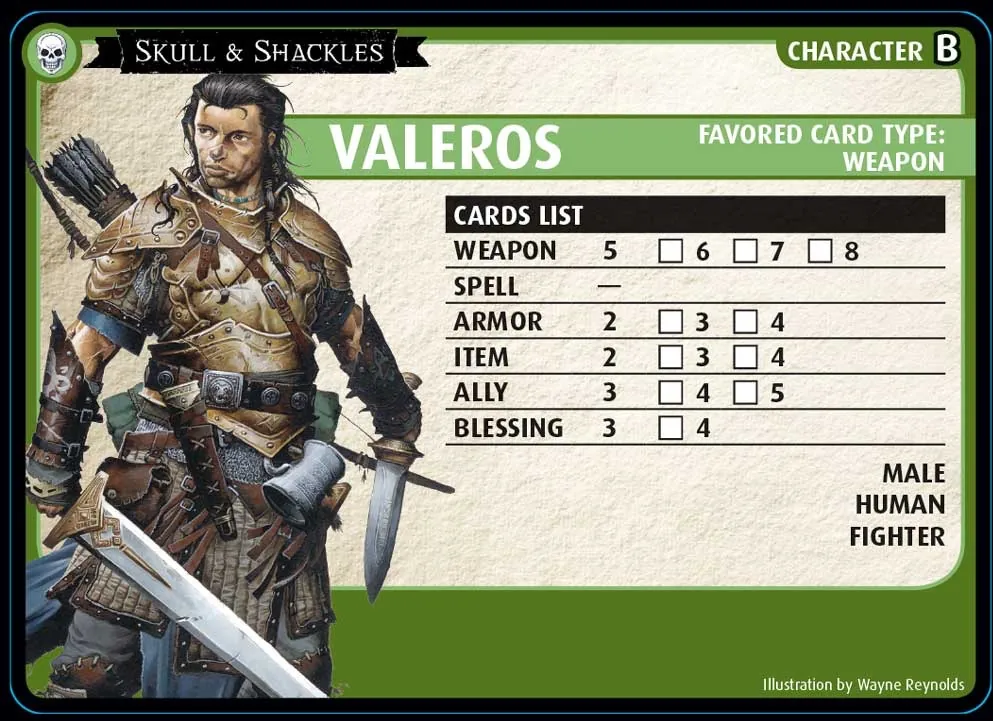 SKULL & SHACKLES
CHARACTER B
VALEROS
FAVORED CARD TYPE:
WEAPON
CARDS LIST
WEAPON 5 ☐ 6 ☐ 7 ☐ 8
SPELL —
ARMOR 2 ☐ 3 ☐ 4
ITEM 2 ☐ 3 ☐ 4
ALLY 3 ☐ 4 ☐ 5
BLESSING 3 ☐ 4
MALE
HUMAN
FIGHTER
Illustration by Wayne Reynolds